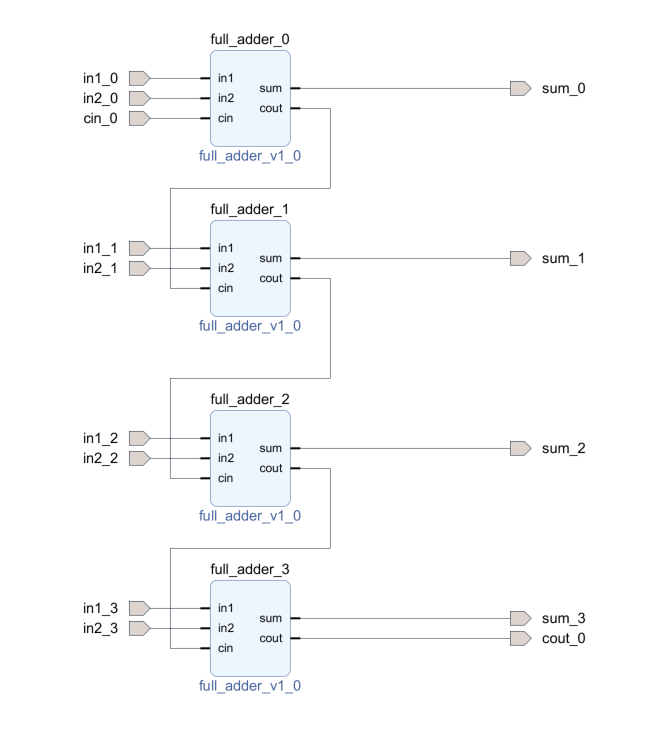 full_adder_0
in1_0
in2_0
cin_0
in1
in2
cin
sum
cout
sum_0
full_adder_v1_0
full_adder_1
in1_1
in2_1
in1
in2
cin
sum
cout
sum_1
full_adder_v1_0
full_adder_2
in1_2
in2_2
in1
in2
cin
sum
cout
sum_2
full_adder_v1_0
full_adder_3
in1_3
in2_3
in1
in2
cin
sum
cout
sum_3
cout_0
full_adder_v1_0